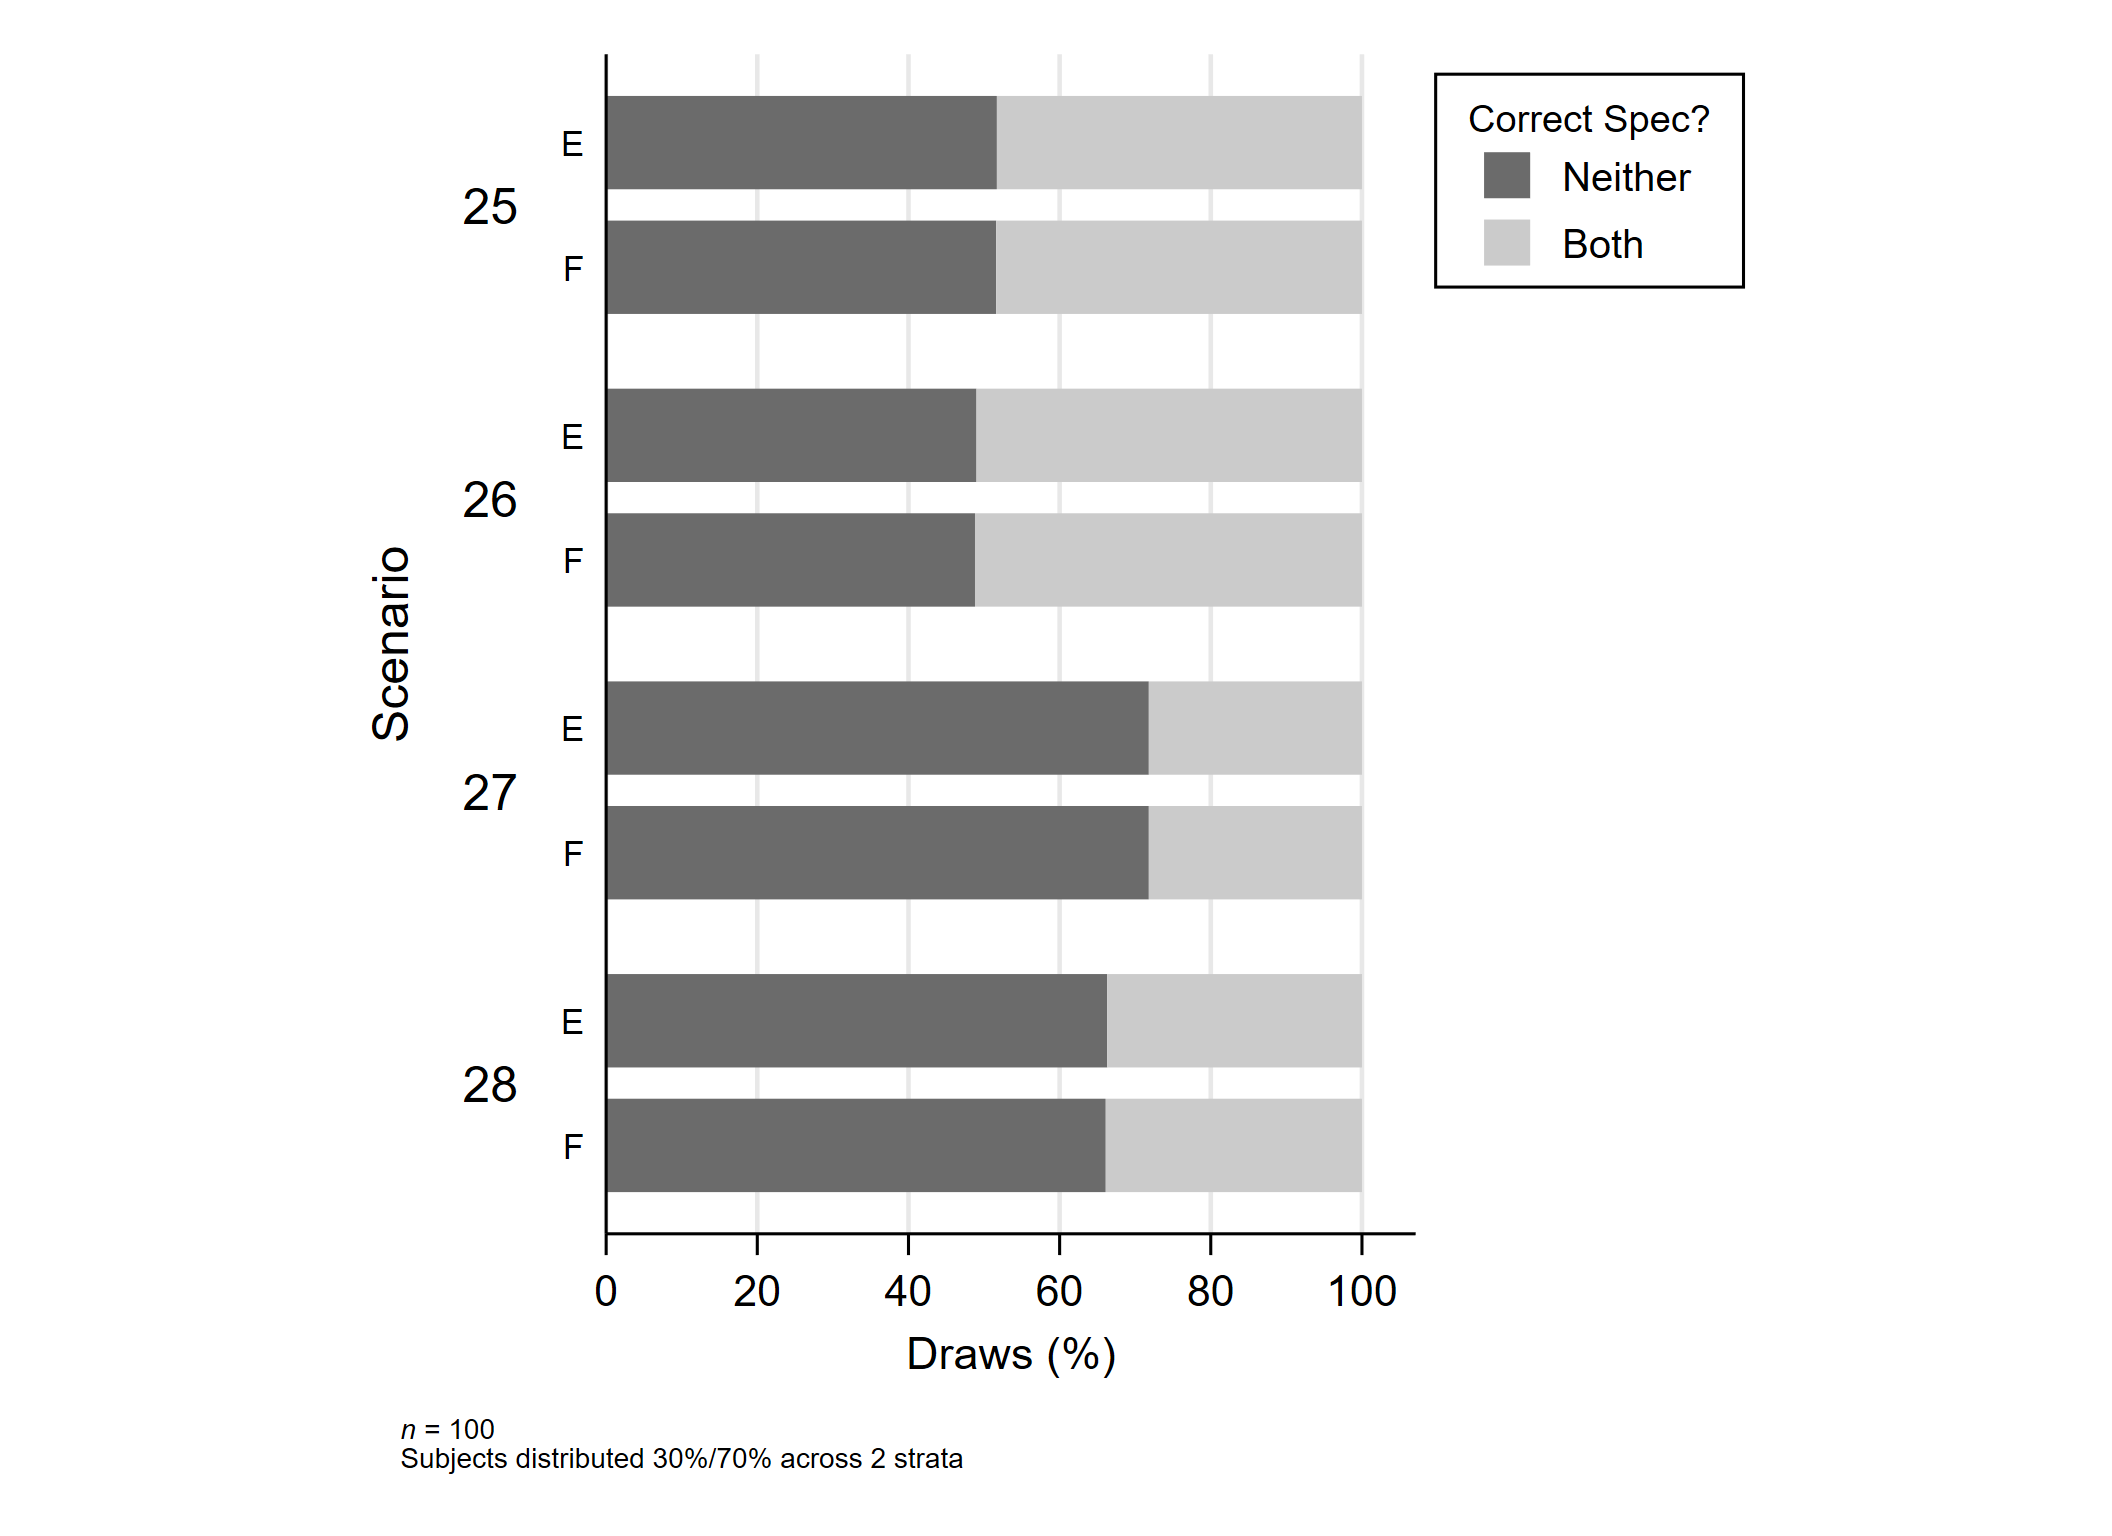 Correct Spec?
Neither
Both
Scenario
25
E
F
26
E
F
27
E
F
28
E
F
0 20 40 60 80 100
Draws (%)
n = 100
Subjects distributed 30%/70% across 2 strata